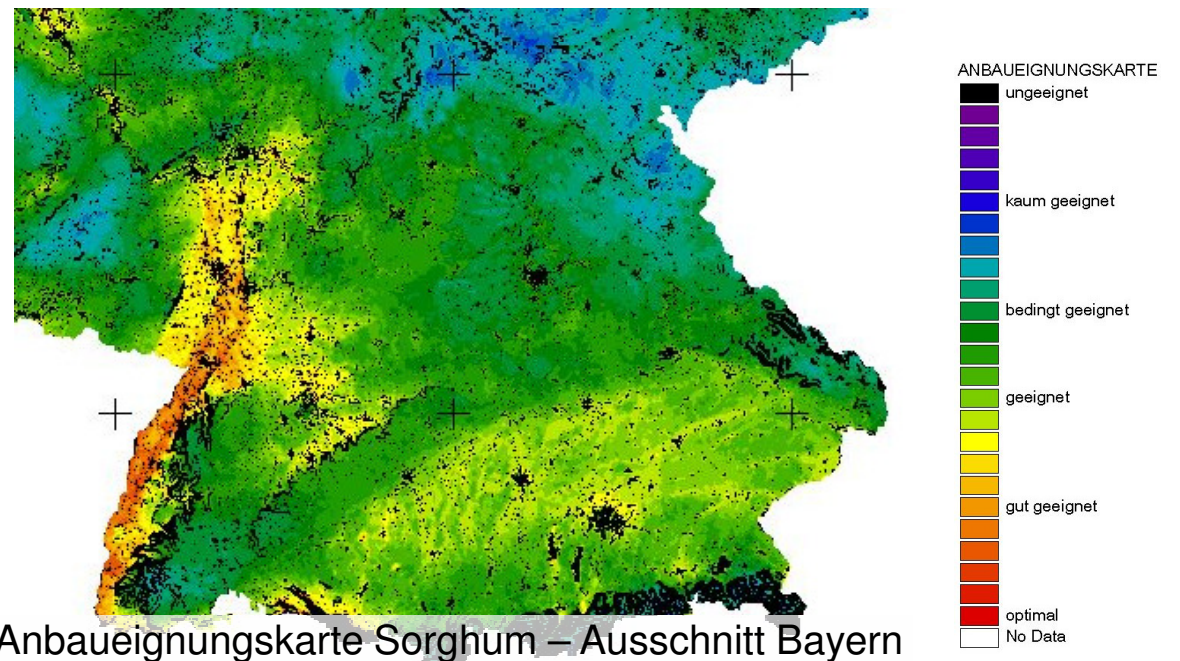 ANBAUEIGNUNGSKARTE
ungeeignet
kaum geeignet
bedingt geeignet
geeignet
gut geeignet
optimal
No Data
Anbaueignungskarte Sorghum – Ausschnitt Bayern